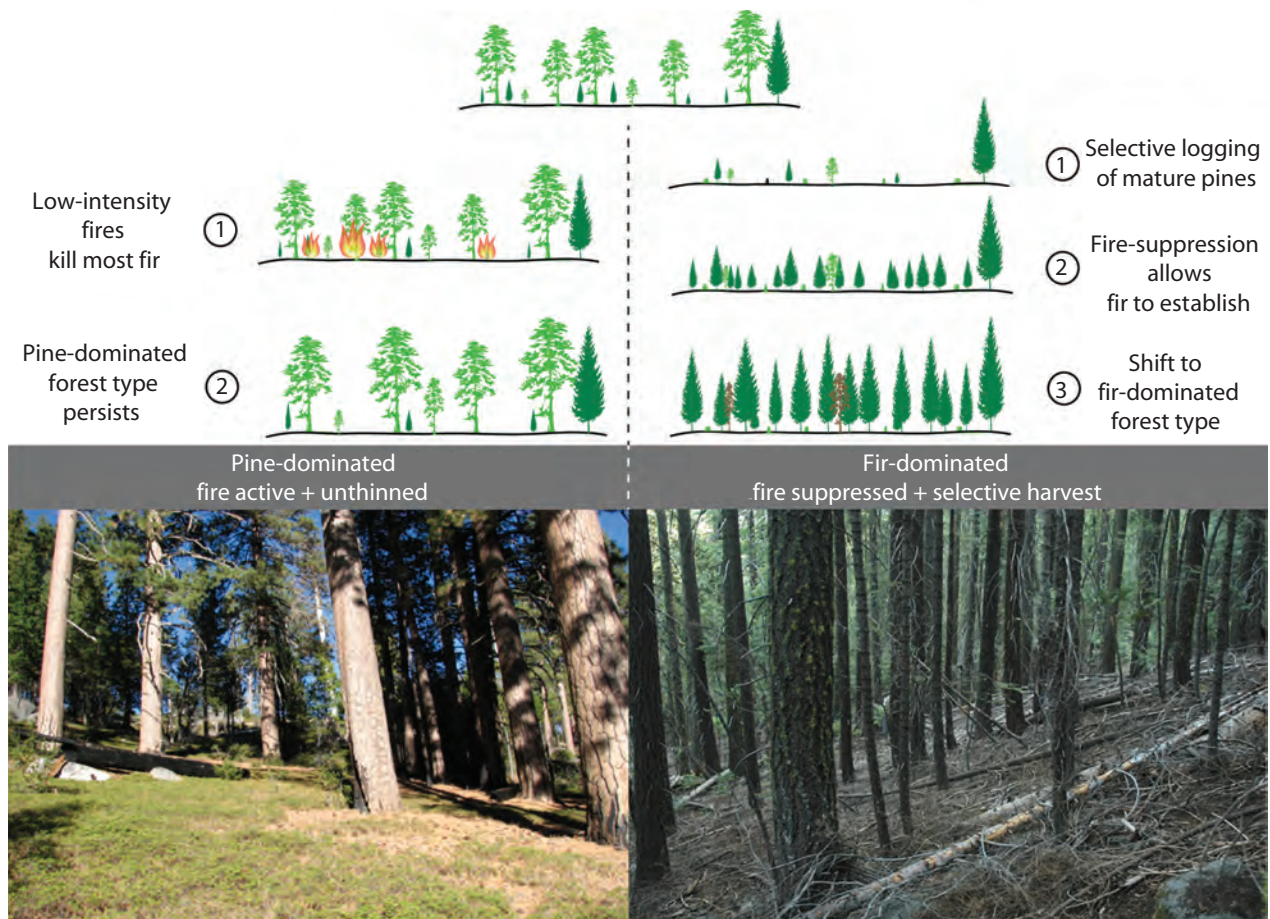 Low-intensity
fires
kill most fir
1
Pine-dominated
forest type
persists
2
1
Selective logging
of mature pines
2
Fire-suppression
allows
fir to establish
3
Shift to
fir-dominated
forest type
Pine-dominated
fire active + unthinned
Fir-dominated
fire suppressed + selective harvest